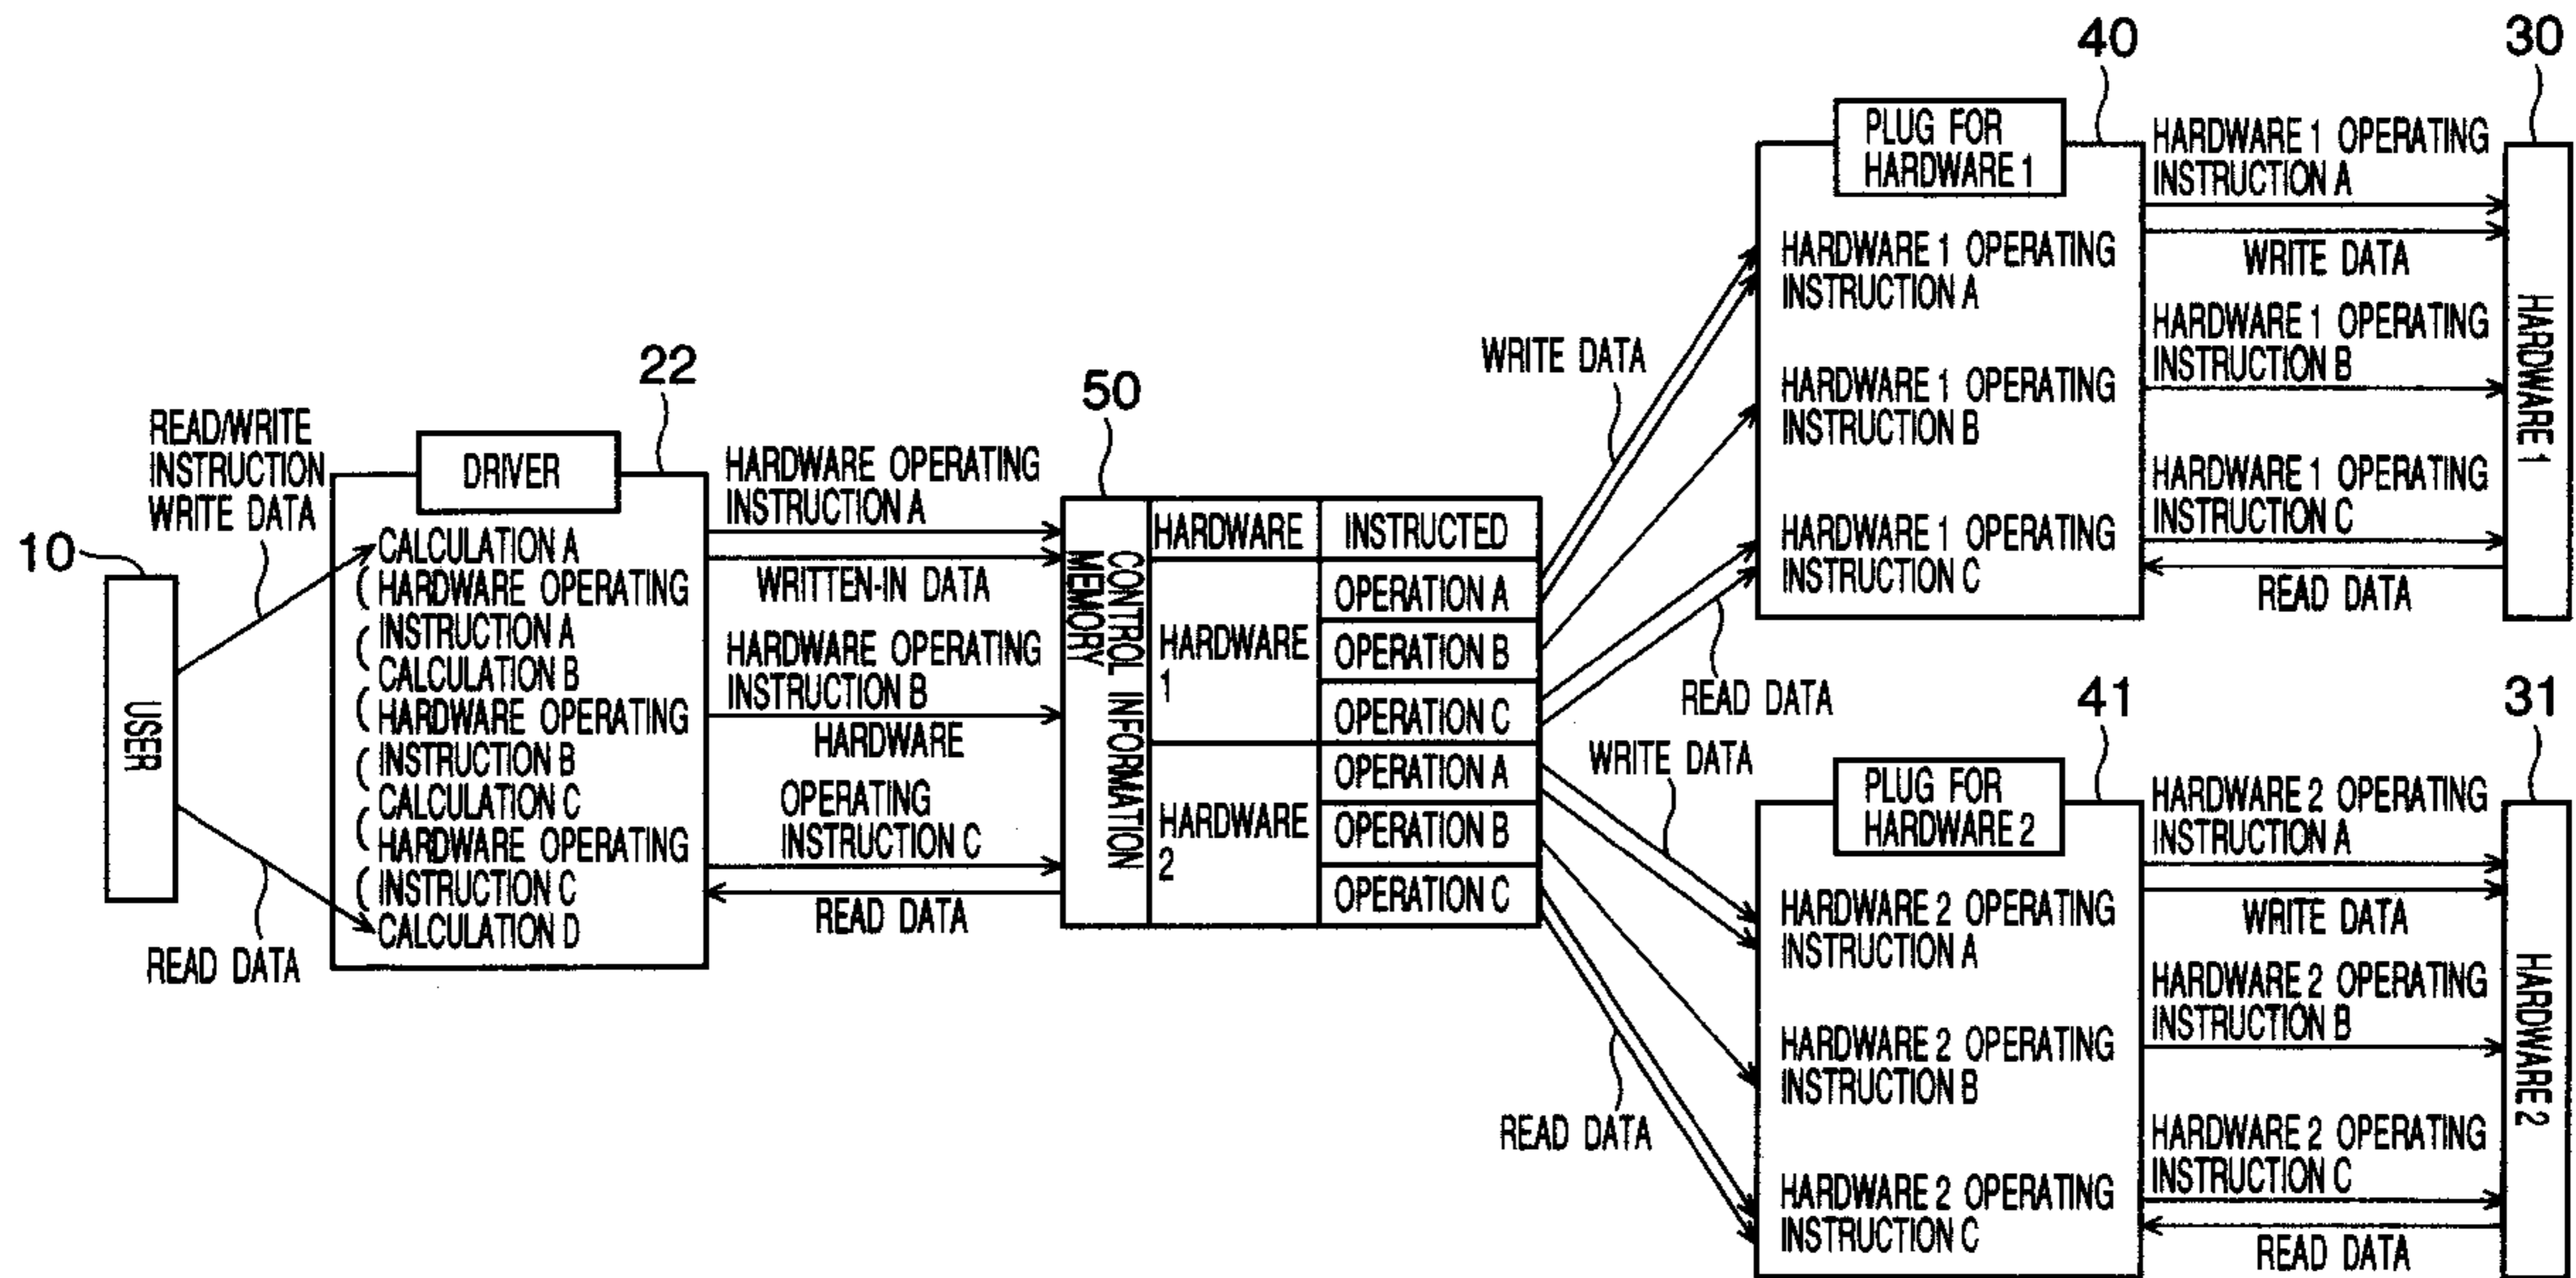 10
USER
READ/WRITE
INSTRUCTION
WRITE DATA
READ DATA
22
DRIVER
CALCULATION A
( HARDWARE OPERATING
INSTRUCTION A
( CALCULATION B
( HARDWARE OPERATING
( INSTRUCTION B
CALCULATION C
( HARDWARE OPERATING
( INSTRUCTION C
CALCULATION D
HARDWARE OPERATING
INSTRUCTION A
WRITTEN-IN DATA
HARDWARE OPERATING
INSTRUCTION B
HARDWARE
OPERATING
INSTRUCTION C
READ DATA
50
CONTROL INFORMATION
MEMORY
HARDWARE
INSTRUCTED
HARDWARE
1
OPERATION A
OPERATION B
OPERATION C
HARDWARE
2
OPERATION A
OPERATION B
OPERATION C
WRITE DATA
READ DATA
WRITE DATA
READ DATA
40
PLUG FOR
HARDWARE 1
HARDWARE 1 OPERATING
INSTRUCTION A
HARDWARE 1 OPERATING
INSTRUCTION B
HARDWARE 1 OPERATING
INSTRUCTION C
HARDWARE 1 OPERATING
INSTRUCTION A
WRITE DATA
HARDWARE 1 OPERATING
INSTRUCTION B
HARDWARE 1 OPERATING
INSTRUCTION C
READ DATA
30
HARDWARE 1
41
PLUG FOR
HARDWARE 2
HARDWARE 2 OPERATING
INSTRUCTION A
HARDWARE 2 OPERATING
INSTRUCTION B
HARDWARE 2 OPERATING
INSTRUCTION C
HARDWARE 2 OPERATING
INSTRUCTION A
WRITE DATA
HARDWARE 2 OPERATING
INSTRUCTION B
HARDWARE 2 OPERATING
INSTRUCTION C
READ DATA
31
HARDWARE 2